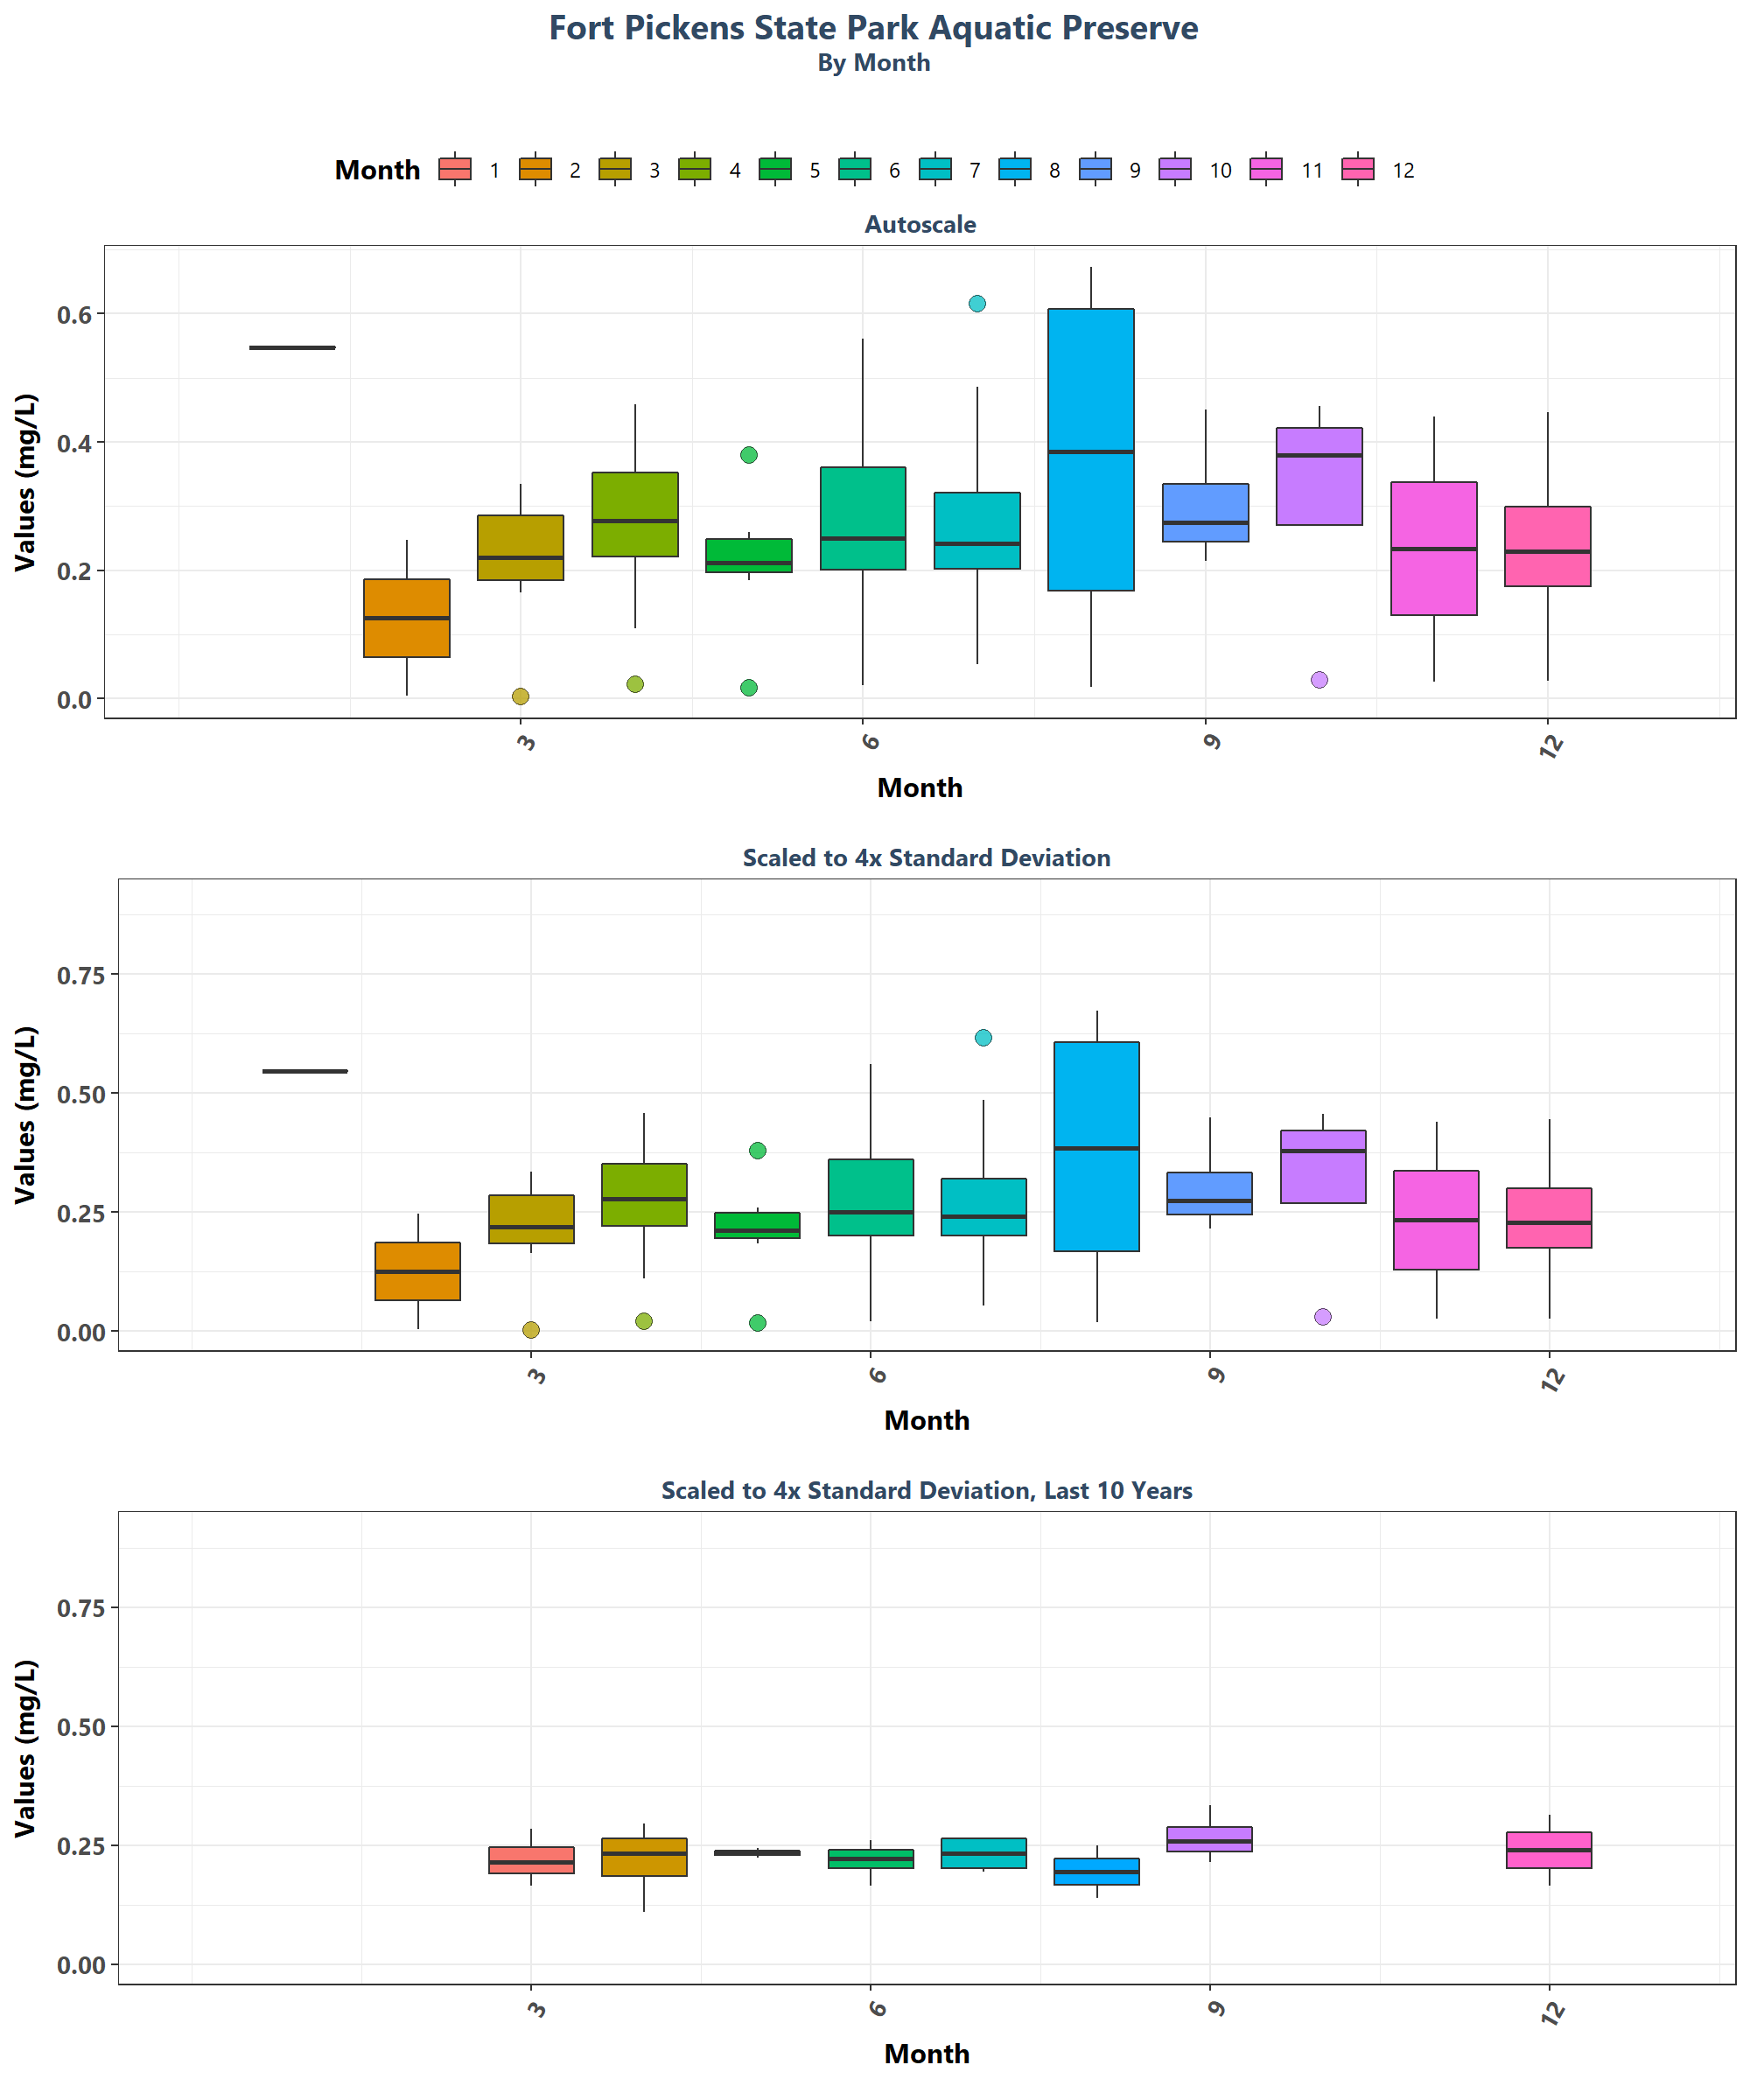 Fort Pickens State Park Aquatic Preserve
By Month
Month 1 2 3 4 5 6 7 8 9 10 11 12
Autoscale
Values (mg/L)
0.6
0.4
0.2
0.0
3 6 9 12
Month
Scaled to 4x Standard Deviation
Values (mg/L)
0.75
0.50
0.25
0.00
3 6 9 12
Month
Scaled to 4x Standard Deviation, Last 10 Years
Values (mg/L)
0.75
0.50
0.25
0.00
3 6 9 12
Month